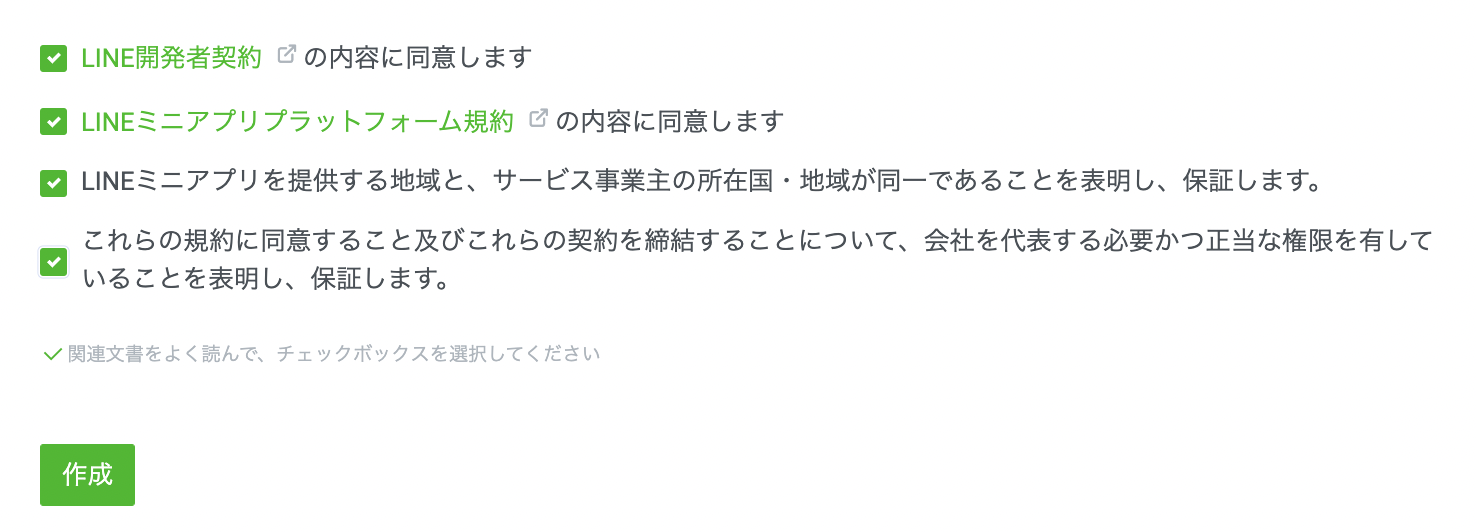 LINE開発者契約 の内容に同意します
LINEミニアプリプラットフォーム規約 の内容に同意します
LINEミニアプリを提供する地域と、サービス事業主の所在国・地域が同一であることを表明し、保証します。
これらの規約に同意すること及びこれらの契約を締結することについて、会社を代表する必要かつ正当な権限を有して
いることを表明し、保証します。
関連文書をよく読んで、チェックボックスを選択してください
作成